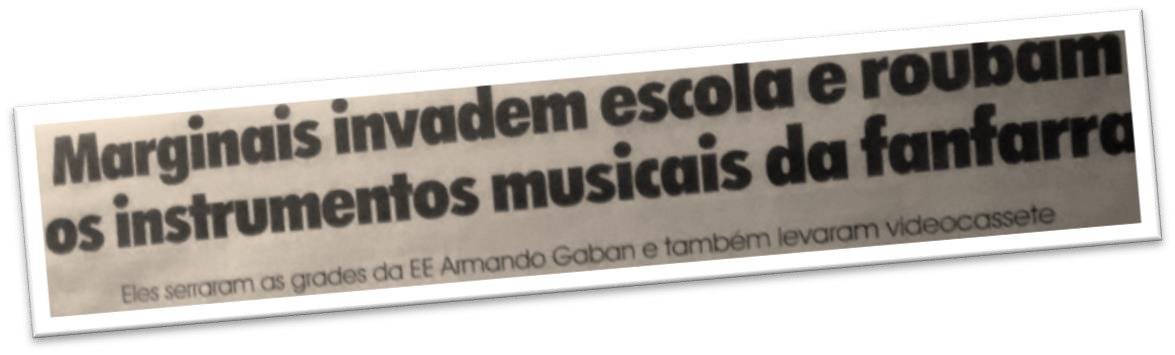 Marginais invadem escola e roubam
os instrumentos musicais da fanfarra
Eles serraram as grades da EE Armando Gaban e também levaram videocassete